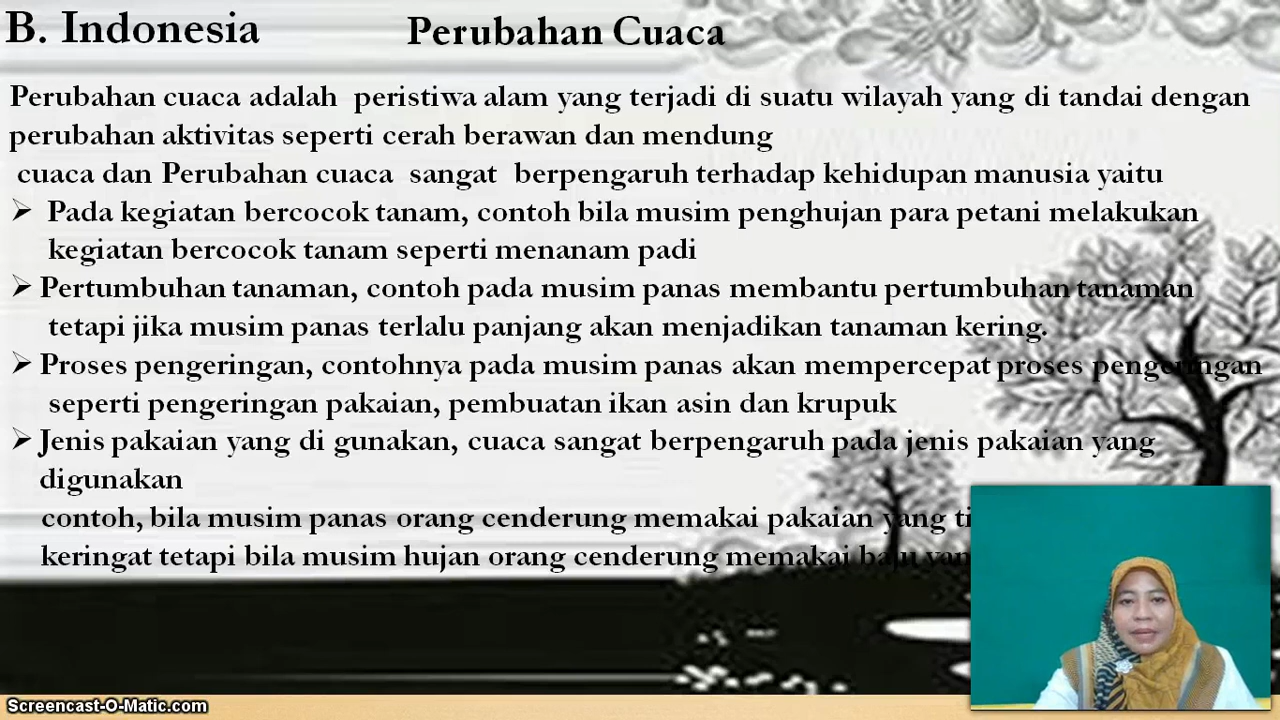 B. Indonesia
Perubahan Cuaca
Perubahan cuaca adalah peristiwa alam yang terjadi di suatu wilayah yang di tandai dengan
perubahan aktivitas seperti cerah berawan dan mendung
cuaca dan Perubahan cuaca sangat berpengaruh terhadap kehidupan manusia yaitu
➢ Pada kegiatan bercocok tanam, contoh bila musim penghujan para petani melakukan
kegiatan bercocok tanam seperti menanam padi
➢ Pertumbuhan tanaman, contoh pada musim panas membantu pertumbuhan tanaman
tetapi jika musim panas terlalu panjang akan menjadikan tanaman kering.
➢ Proses pengeringan, contohnya pada musim panas akan mempercepat proses pengeringan
seperti pengeringan pakaian, pembuatan ikan asin dan krupuk
➢ Jenis pakaian yang di gunakan, cuaca sangat berpengaruh pada jenis pakaian yang
digunakan
contoh, bila musim panas orang cenderung memakai pakaian yang
keringat tetapi bila musim hujan orang cenderung memakai baju
Screencast-O-Matic.com